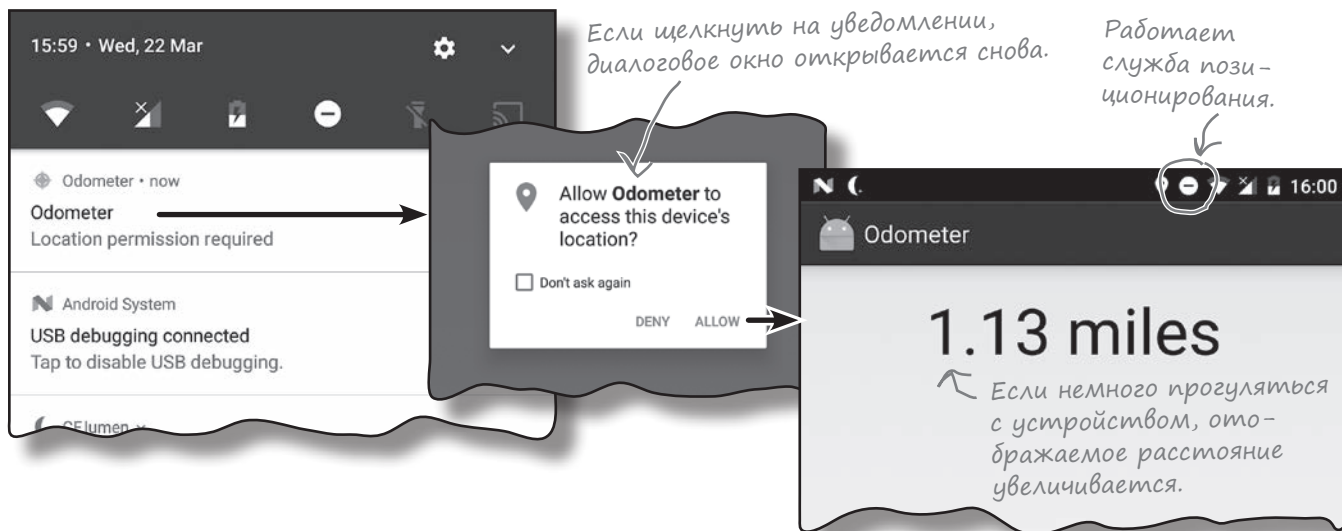 15:59 • Wed, 22 Mar
Odometer • now
Odometer
Location permission required
Android System
USB debugging connected
Tap to disable USB debugging.
Если щелкнуть на уведомлении,
диалоговое окно открывается снова.
Allow Odometer to
access this device's
location?
Don't ask again
DENY ALLOW
Работает
служба пози-
ционирования.
16:00
Odometer
1.13 miles
Если немного прогуляться
с устройством, ото-
бражаемое расстояние
увеличивается.